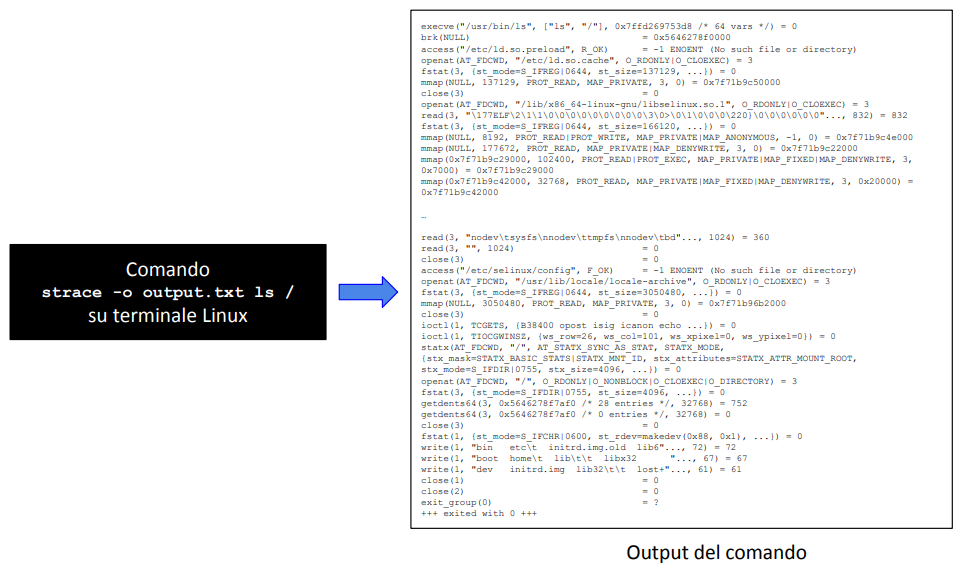 execve("/usr/bin/ls", ["ls", "/"], 0x7ffd269753d8 /* 64 vars */) = 0
brk(NULL) = 0x5646278f0000
access("/etc/ld.so.preload", R_OK) = -1 ENOENT (No such file or directory)
openat(AT_FDCWD, "/etc/ld.so.cache", O_RDONLY|O_CLOEXEC) = 3
fstat(3, {st_mode=S_IFREG|0644, st_size=137129, ...}) = 0
mmap(NULL, 137129, PROT_READ, MAP_PRIVATE, 3, 0) = 0x7f71b9c50000
close(3) = 0
openat(AT_FDCWD, "/lib/x86_64-linux-gnu/libselinux.so.1", O_RDONLY|O_CLOEXEC) = 3
read(3, "\177ELF\2\1\1\0\0\0\0\0\0\0\0\0\3\0>\0\1\0\0\0\220}\0\0\0\0\0\0"..., 832) = 832
fstat(3, {st_mode=S_IFREG|0644, st_size=166120, ...}) = 0
mmap(NULL, 8192, PROT_READ|PROT_WRITE, MAP_PRIVATE|MAP_ANONYMOUS, -1, 0) = 0x7f71b9c4e000
mmap(NULL, 177672, PROT_READ, MAP_PRIVATE|MAP_DENYWRITE, 3, 0) = 0x7f71b9c22000
mmap(0x7f71b9c29000, 102400, PROT_READ|PROT_EXEC, MAP_PRIVATE|MAP_FIXED|MAP_DENYWRITE, 3,
0x7000) = 0x7f71b9c29000
mmap(0x7f71b9c42000, 32768, PROT_READ, MAP_PRIVATE|MAP_FIXED|MAP_DENYWRITE, 3, 0x20000) =
0x7f71b9c42000
…
read(3, "nodev\tsysfs\nnodev\ttmpfs\nnodev\tbd"..., 1024) = 360
read(3, "", 1024) = 0
close(3) = 0
access("/etc/selinux/config", F_OK) = -1 ENOENT (No such file or directory)
openat(AT_FDCWD, "/usr/lib/locale/locale-archive", O_RDONLY|O_CLOEXEC) = 3
fstat(3, {st_mode=S_IFREG|0644, st_size=3050480, ...}) = 0
mmap(NULL, 3050480, PROT_READ, MAP_PRIVATE, 3, 0) = 0x7f71b96b2000
close(3) = 0
ioctl(1, TCGETS, {B38400 opost isig icanon echo ...}) = 0
ioctl(1, TIOCGWINSZ, {ws_row=26, ws_col=101, ws_xpixel=0, ws_ypixel=0}) = 0
statx(AT_FDCWD, "/", AT_STATX_SYNC_AS_STAT, STATX_MODE,
{stx_mask=STATX_BASIC_STATS|STATX_MNT_ID, stx_attributes=STATX_ATTR_MOUNT_ROOT,
stx_mode=S_IFDIR|0755, stx_size=4096, ...}) = 0
openat(AT_FDCWD, "/", O_RDONLY|O_NONBLOCK|O_CLOEXEC|O_DIRECTORY) = 3
fstat(3, {st_mode=S_IFDIR|0755, st_size=4096, ...}) = 0
getdents64(3, 0x5646278f7af0 /* 28 entries */, 32768) = 752
getdents64(3, 0x5646278f7af0 /* 0 entries */, 32768) = 0
close(3) = 0
fstat(1, {st_mode=S_IFCHR|0600, st_rdev=makedev(0x88, 0x1), ...}) = 0
write(1, "bin   etc\t  initrd.img.old  lib6"..., 72) = 72
write(1, "boot  home\t  lib\t\t  libx32     "..., 67) = 67
write(1, "dev   initrd.img  lib32\t\t  lost+"..., 61) = 61
close(1) = 0
close(2) = 0
exit_group(0) = ?
+++ exited with 0 +++
Comando
strace -o output.txt ls /
su terminale Linux
Output del comando